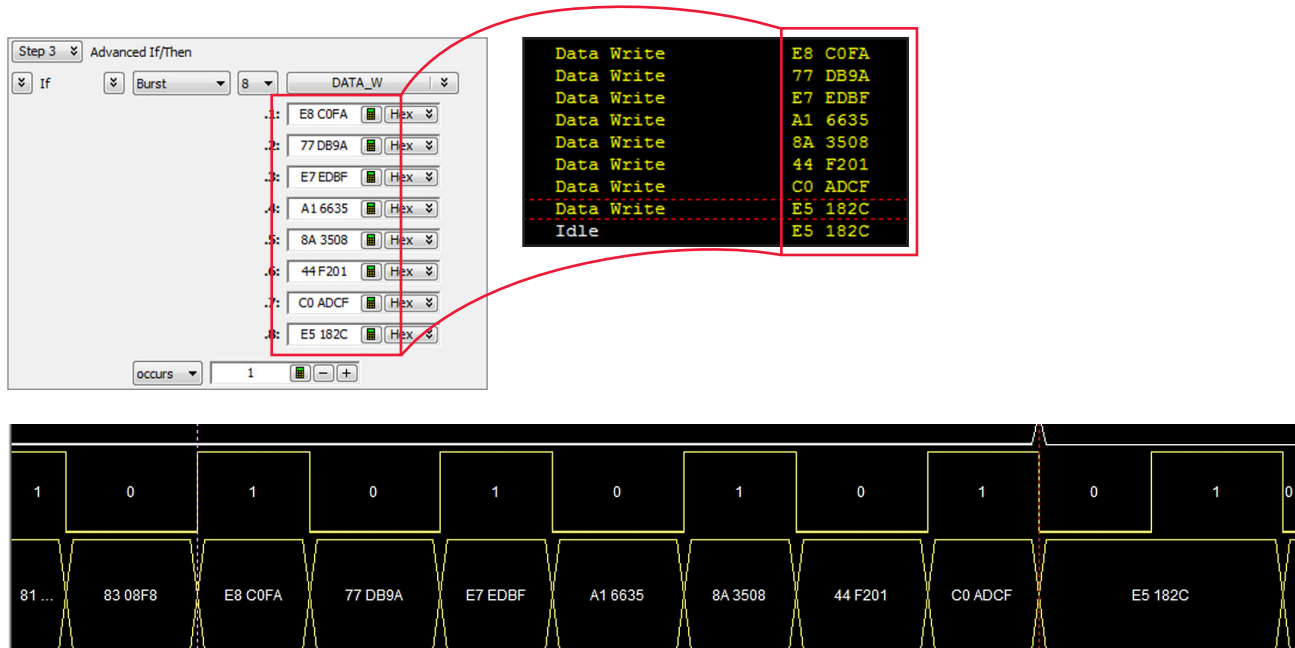 Step 3 Advanced If/Then
If Burst 8 DATA_W
.1: E8 C0FA Hex
.2: 77 DB9A Hex
.3: E7 EDBF Hex
.4: A1 6635 Hex
.5: 8A 3508 Hex
.6: 44 F201 Hex
.7: C0 ADCF Hex
.8: E5 182C Hex
occurs 1 - +
Data Write E8 C0FA
Data Write 77 DB9A
Data Write E7 EDBF
Data Write A1 6635
Data Write 8A 3508
Data Write 44 F201
Data Write C0 ADCF
Data Write E5 182C
Idle E5 182C
1 0 1 0 1 0 1 0 1 0 1 0
81 ... 83 08F8 E8 C0FA 77 DB9A E7 EDBF A1 6635 8A 3508 44 F201 C0 ADCF E5 182C